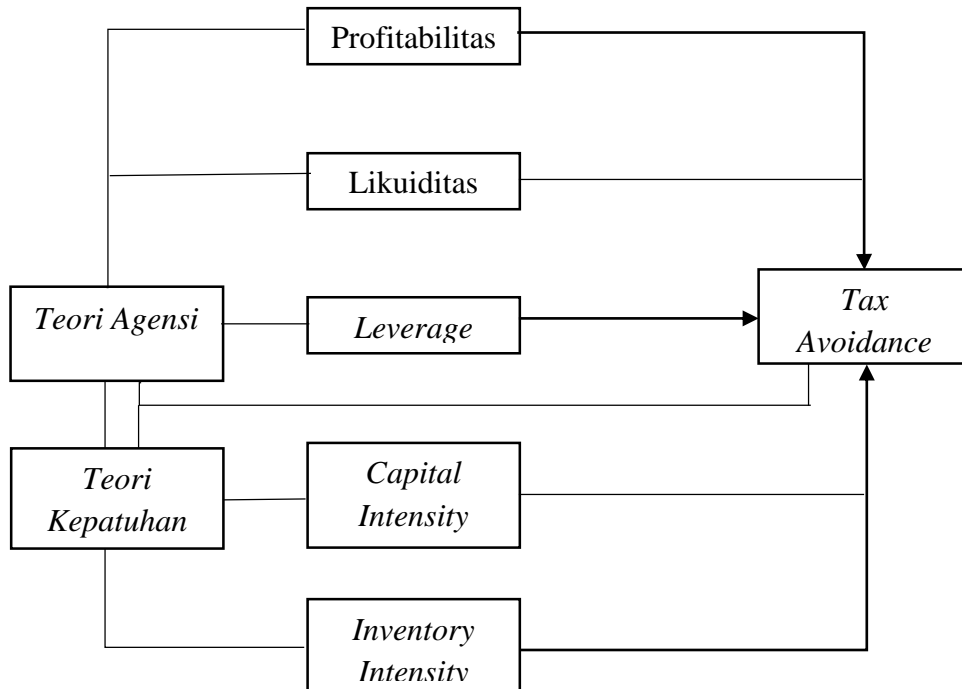 Profitabilitas
Likuiditas
Teori Agensi
Leverage
Tax
Avoidance
Teori
Kepatuhan
Capital
Intensity
Inventory
Intensity